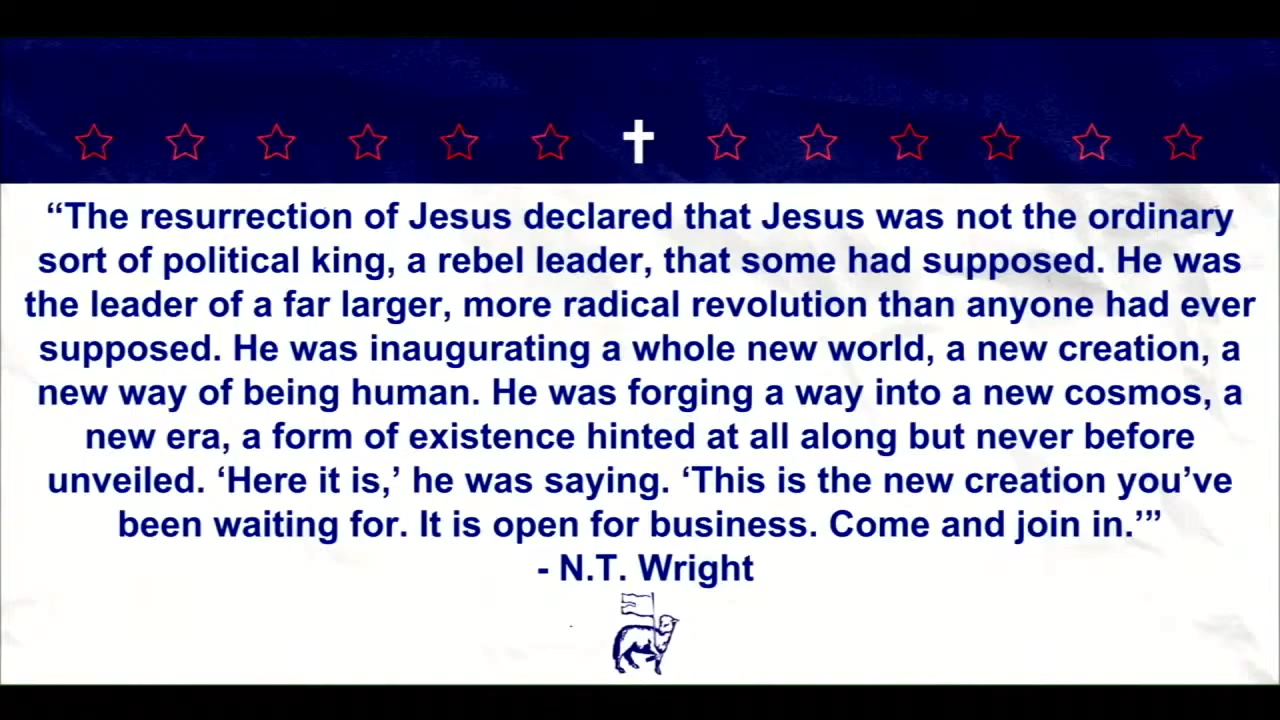 “The resurrection of Jesus declared that Jesus was not the ordinary
sort of political king, a rebel leader, that some had supposed. He was
the leader of a far larger, more radical revolution than anyone had ever
supposed. He was inaugurating a whole new world, a new creation, a
new way of being human. He was forging a way into a new cosmos, a
new era, a form of existence hinted at all along but never before
unveiled. ‘Here it is,’ he was saying. ‘This is the new creation you’ve
been waiting for. It is open for business. Come and join in.’”
- N.T. Wright